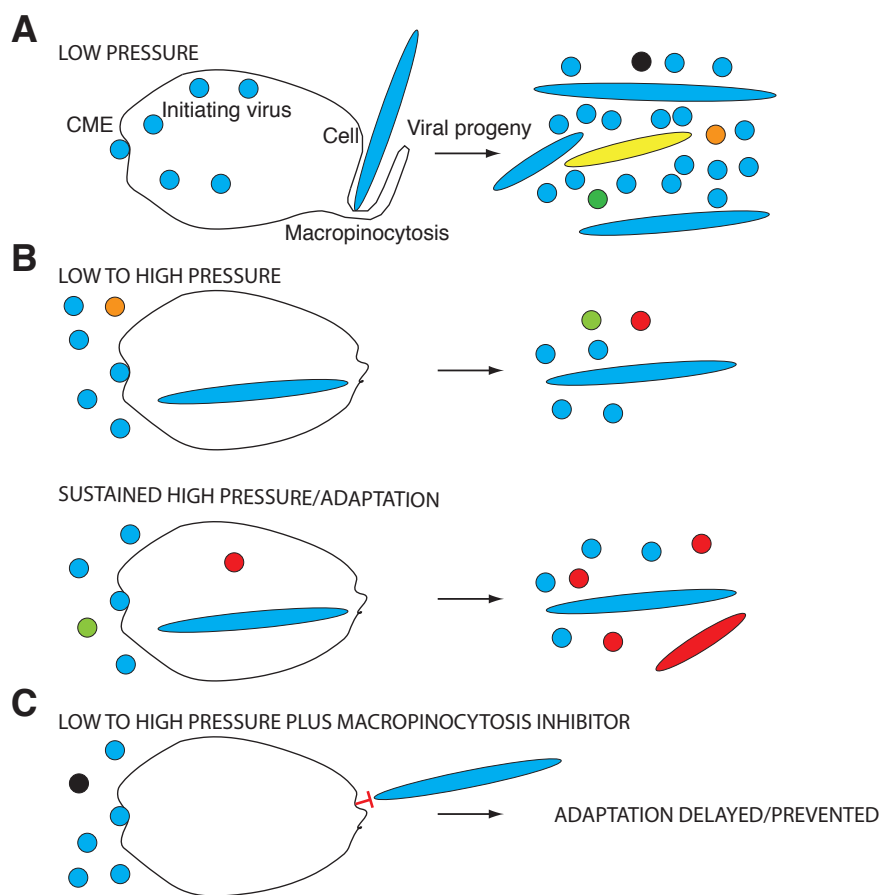 A
LOW PRESSURE
CME
Initiating virus
Cell
Viral progeny
Macropinocytosis
B
LOW TO HIGH PRESSURE
SUSTAINED HIGH PRESSURE/ADAPTATION
C
LOW TO HIGH PRESSURE PLUS MACROPINOCYTOSIS INHIBITOR
ADAPTATION DELAYED/PREVENTED